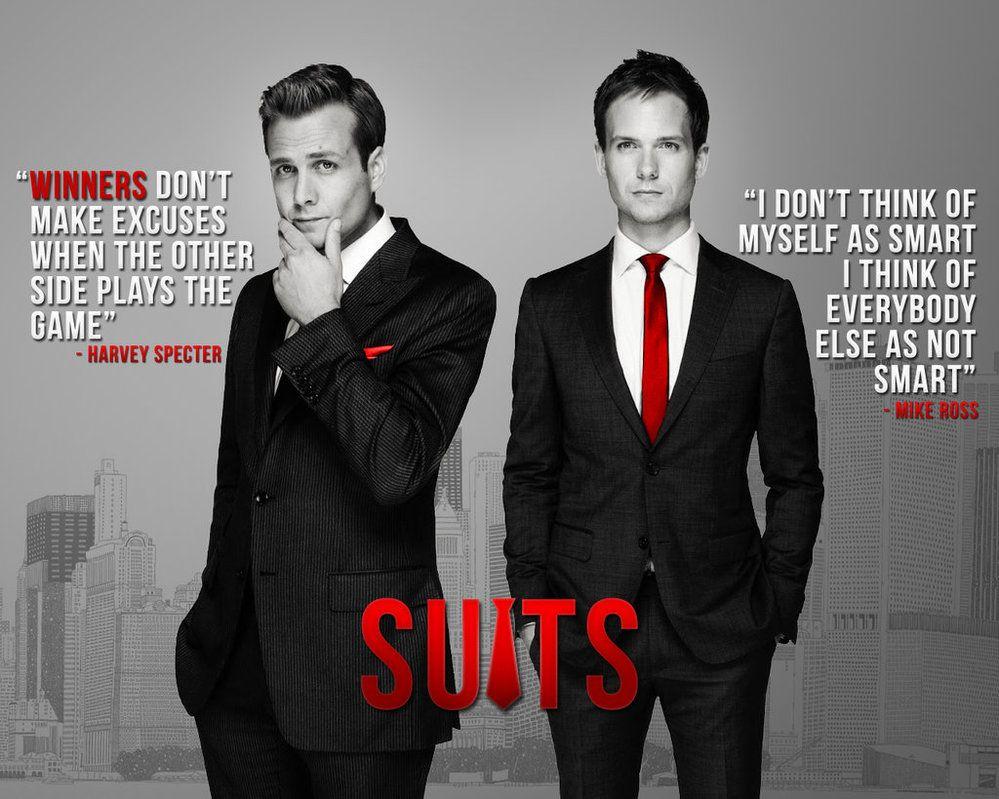 “WINNERS DON’T
MAKE EXCUSES
WHEN THE OTHER
SIDE PLAYS THE
GAME”
- HARVEY SPECTER
“I DON’T THINK OF
MYSELF AS SMART
I THINK OF
EVERYBODY
ELSE AS NOT
SMART”
- MIKE ROSS
SUITS